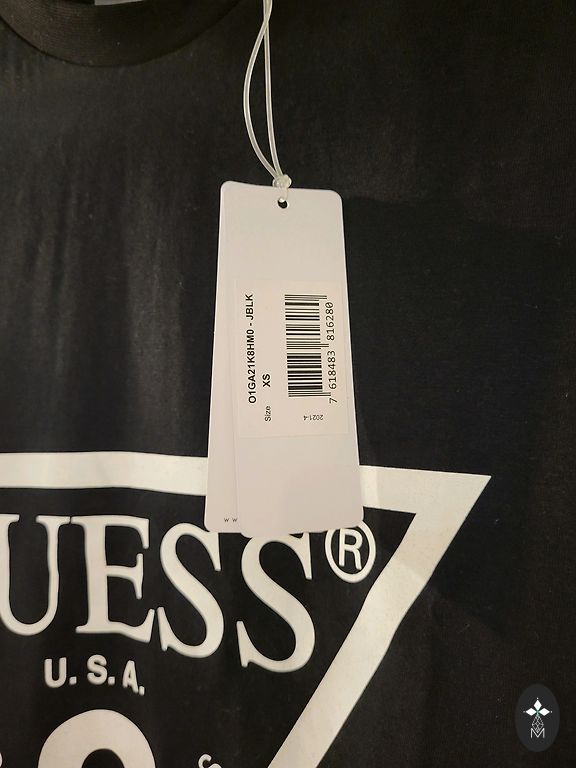 O1GA21K8HM0 - JBLK
Size XS
7 618483 816280
2021-4
W W
UESS®
U.S.A.